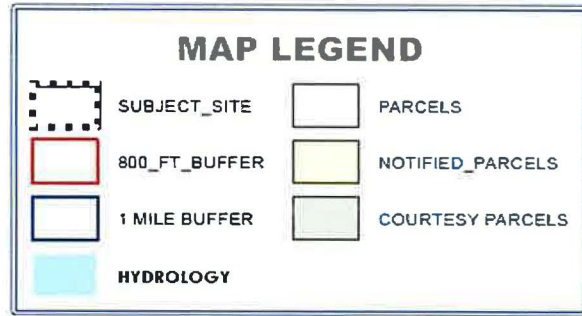 MAP LEGEND
SUBJECT_SITE
800_FT_BUFFER
1 MILE BUFFER
HYDROLOGY
PARCELS
NOTIFIED_PARCELS
COURTESY PARCELS